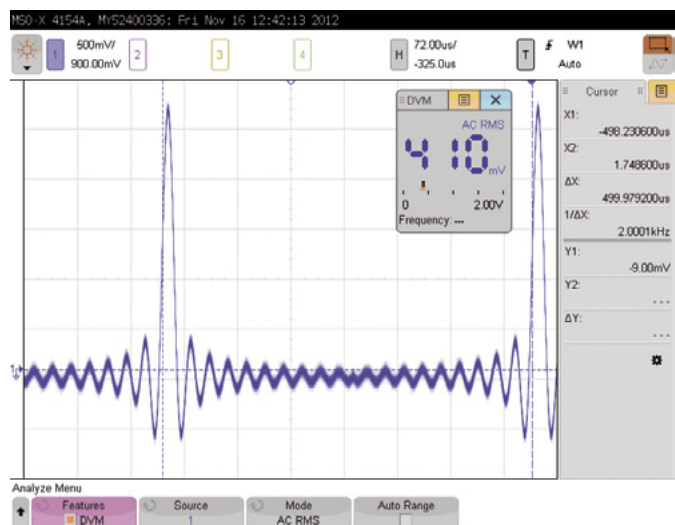 MSO-X 4154A, MY52400336: Fri Nov 16 12:42:13 2012
1 500mV/ 900.00mV 2 3 4 H 72.00us/ -325.0us T W1 Auto
DVM
AC RMS
410 mV
0 2.00V
Frequency: ---
Cursor
X1:
-498.230600us
X2:
1.748600us
ΔX:
499.979200us
1/ΔX:
2.0001kHz
Y1:
-9.00mV
Y2:
---
ΔY:
---
1
Analyze Menu
Features
DVM
Source
1
Mode
AC RMS
Auto Range